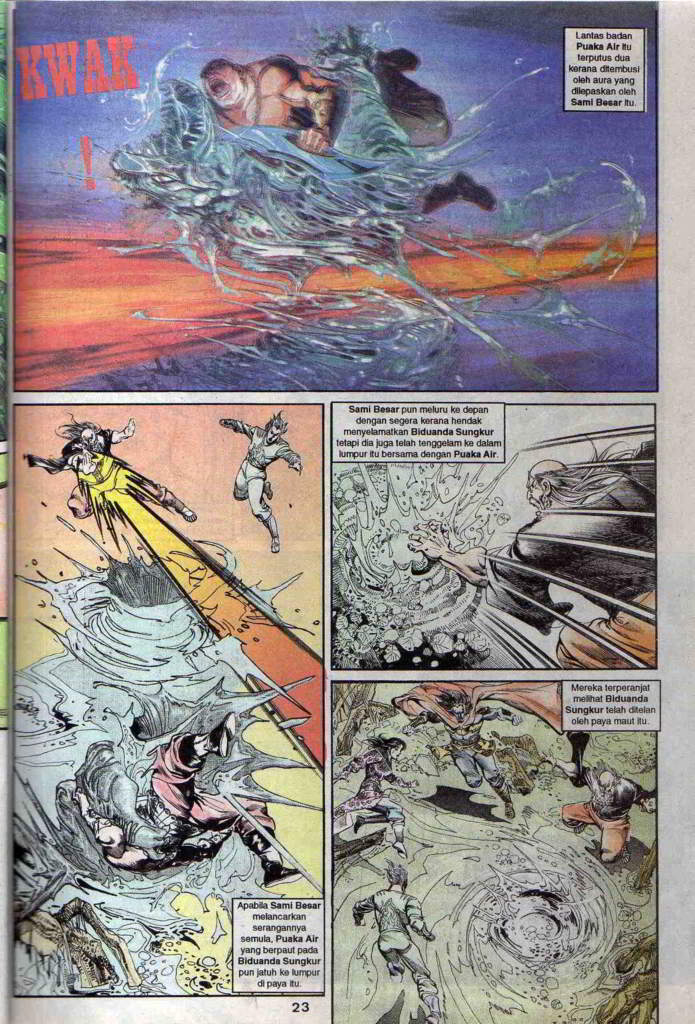 KWAK
!
Lantas badan
Puaka Air itu
terputus dua
kerana ditembusi
oleh aura yang
dilepaskan oleh
Sami Besar itu.
Sami Besar pun meluru ke depan
dengan segera kerana hendak
menyelamatkan Biduanda Sungkur
tetapi dia juga telah tenggelam ke dalam
lumpur itu bersama dengan Puaka Air.
Apabila Sami Besar
melancarkan
serangannya
semula, Puaka Air
yang berpaut pada
Biduanda Sungkur
pun jatuh ke lumpur
di paya itu.
Mereka terperanjat
melihat Biduanda
Sungkur telah ditelan
oleh paya maut itu.
23